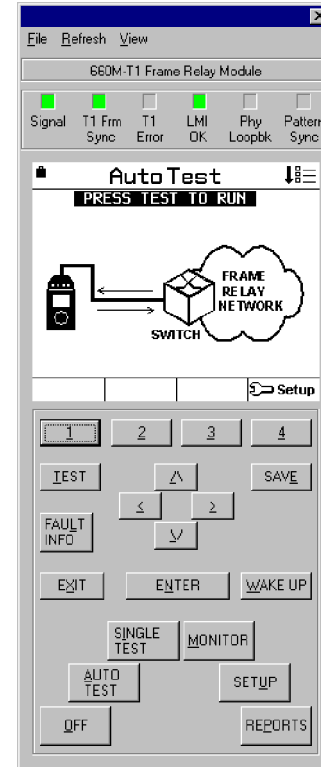 File Refresh View
660M-T1 Frame Relay Module
Signal T1 Frm Sync T1 Error LMI OK Phy Loopbk Pattern Sync
AutoTest
PRESS TEST TO RUN
FRAME
RELAY
NETWORK
SWITCH
Setup
1 2 3 4
TEST /\ SAVE
< >
FAULT
INFO \/
EXIT ENTER WAKE UP
SINGLE
TEST MONITOR
AUTO
TEST SETUP
OFF REPORTS